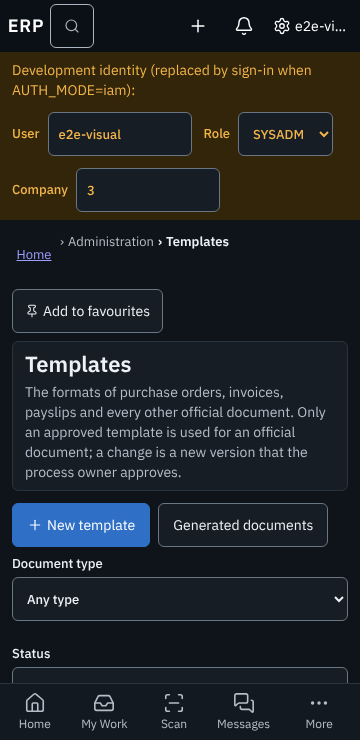 ERP
e2e-vi...
Development identity (replaced by sign-in when
AUTH_MODE=iam):
User e2e-visual Role SYSADM
Company 3
Home › Administration › Templates
Add to favourites
Templates
The formats of purchase orders, invoices,
payslips and every other official document. Only
an approved template is used for an official
document; a change is a new version that the
process owner approves.
+ New template Generated documents
Document type
Any type
Status
Home My Work Scan Messages More